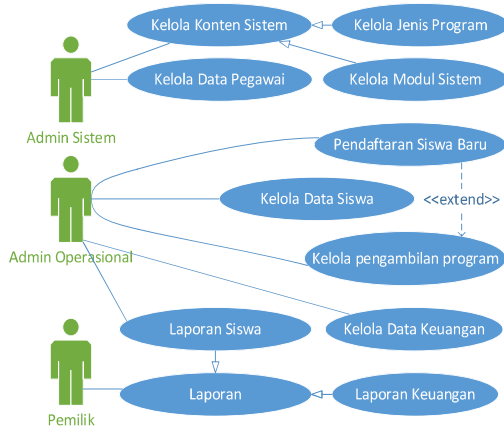 Kelola Konten Sistem
Kelola Jenis Program
Kelola Data Pegawai
Kelola Modul Sistem
Admin Sistem
Pendaftaran Siswa Baru
Kelola Data Siswa
<<extend>>
Admin Operasional
Kelola pengambilan program
Laporan Siswa
Kelola Data Keuangan
Laporan
Laporan Keuangan
Pemilik